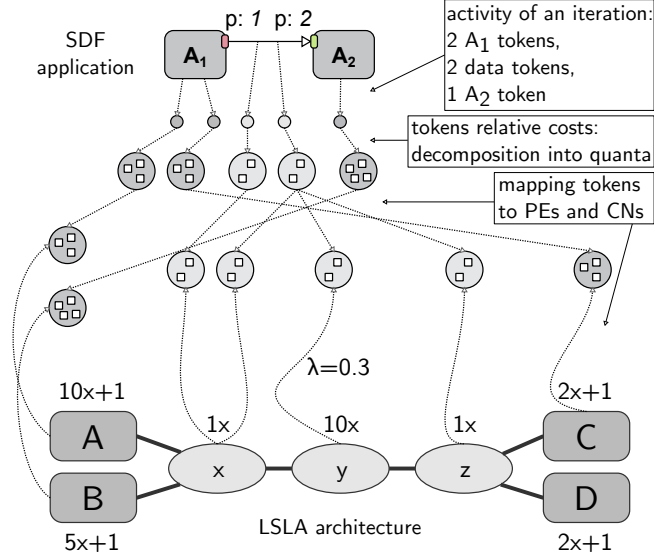 SDF
application
p: 1 p: 2
A1 A2
activity of an iteration:
2 A1 tokens,
2 data tokens,
1 A2 token
tokens relative costs:
decomposition into quanta
mapping tokens
to PEs and CNs
λ=0.3
10x+1 1x 10x 1x 2x+1
A C
x y z
B D
5x+1 LSLA architecture 2x+1